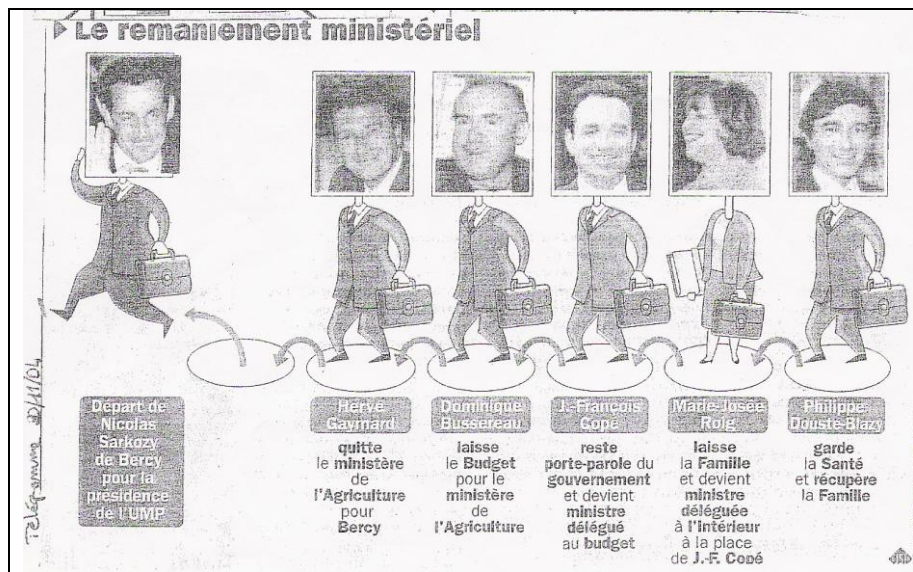 Le remaniement ministériel
Télégramme
Départ de
Nicolas
Sarkozy
de Bercy
pour la
présidence
de l'UMP
Hervé
Gaymard
quitte
le ministère
de
l'Agriculture
pour
Bercy
Dominique
Bussereau
laisse
le Budget
pour le
ministère
de
l'Agriculture
J.-François
Copé
reste
porte-parole du
gouvernement
et devient
ministre
délégué
au budget
Marie-Josée
Roig
laisse
la Famille
et devient
ministre
déléguée
à l'Intérieur
à la place
de J.-F. Copé
Philippe
Douste-Blazy
garde
la Santé
et récupère
la Famille